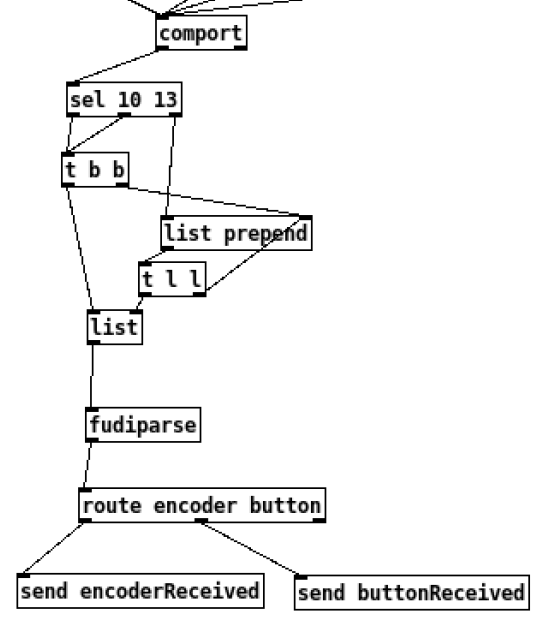 comport
sel 10 13
t b b
list prepend
t l l
list
fudiparse
route encoder button
send encoderReceived
send buttonReceived